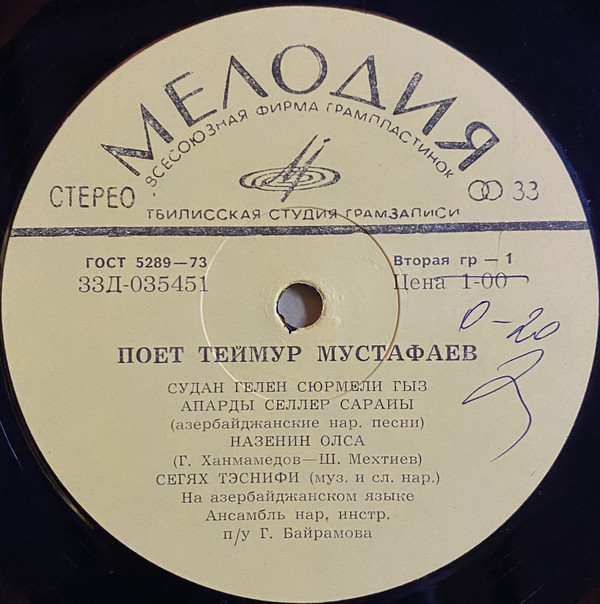 МЕЛОДИЯ
ВСЕСОЮЗНАЯ ФИРМА ГРАМПЛАСТИНОК
СТЕРЕО
33
ТБИЛИССКАЯ СТУДИЯ ГРАМЗАПИСИ
ГОСТ 5289—73
Вторая гр — 1
33Д-035451
Цена 1-00
0-20
ПОЕТ ТЕЙМУР МУСТАФАЕВ
СУДАН ГЕЛЕН СЮРМЕЛИ ГЫЗ
АПАРДЫ СЕЛЛЕР САРАЙЫ
(азербайджанские нар. песни)
НАЗЕНИН ОЛСА
(Г. Ханмамедов—Ш. Мехтиев)
СЕГЯХ ТЭСНИФИ (муз. и сл. нар.)
На азербайджанском языке
Ансамбль нар. инстр.
п/у Г. Байрамова